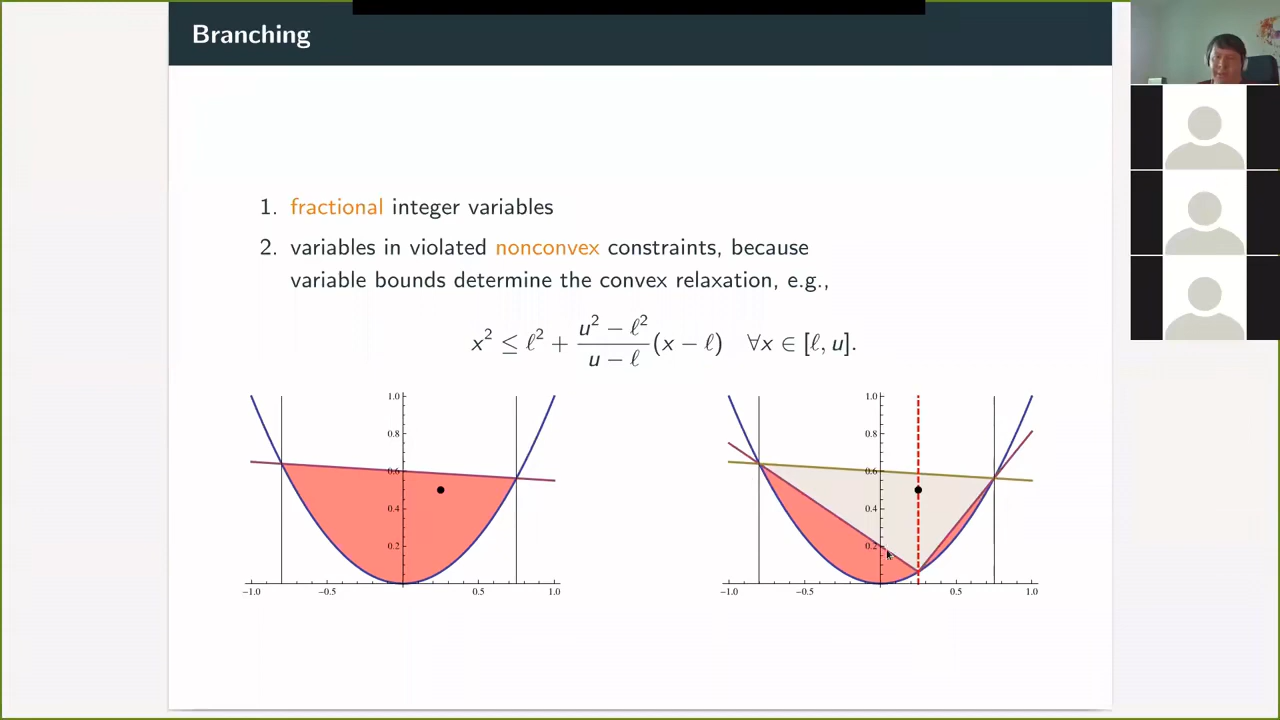 Branching
1. fractional integer variables
2. variables in violated nonconvex constraints, because
variable bounds determine the convex relaxation, e.g.,
x² ≤ ℓ² + \frac{u² − ℓ²}{u − ℓ}(x − ℓ) ∀x ∈ [ℓ, u].
1.0
0.8
0.6
0.4
0.2
−1.0 −0.5 0.5 1.0
1.0
0.8
0.6
0.4
0.2
−1.0 −0.5 0.5 1.0